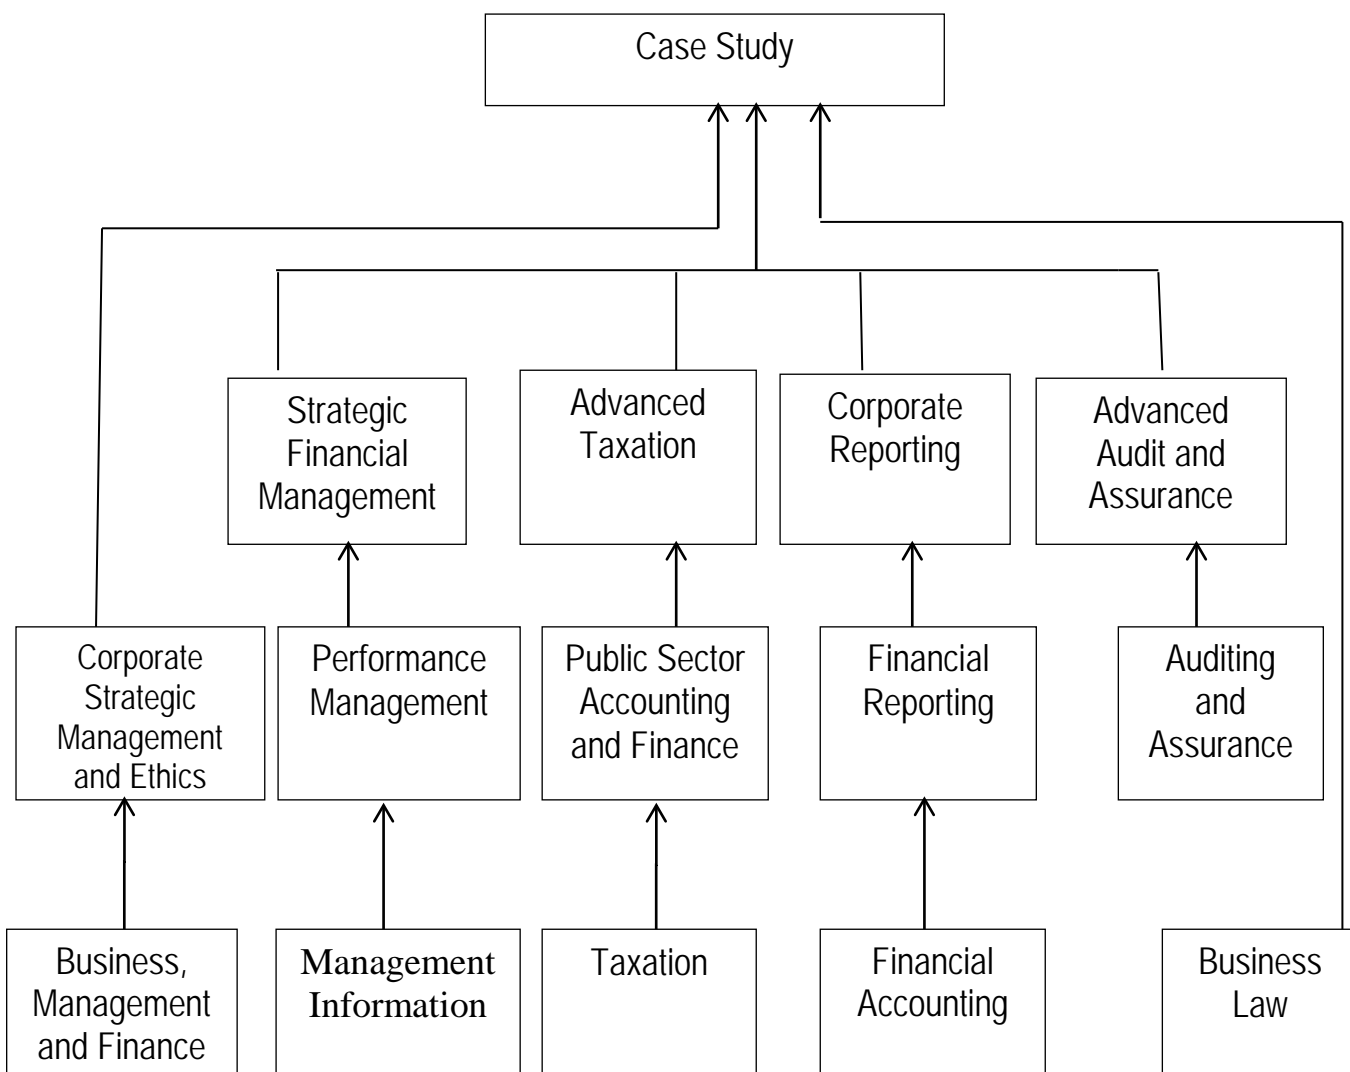 Case Study
Strategic
Financial
Management
Advanced
Taxation
Corporate
Reporting
Advanced
Audit and
Assurance
Corporate
Strategic
Management
and Ethics
Performance
Management
Public Sector
Accounting
and Finance
Financial
Reporting
Auditing
and
Assurance
Business,
Management
and Finance
Management
Information
Taxation
Financial
Accounting
Business
Law